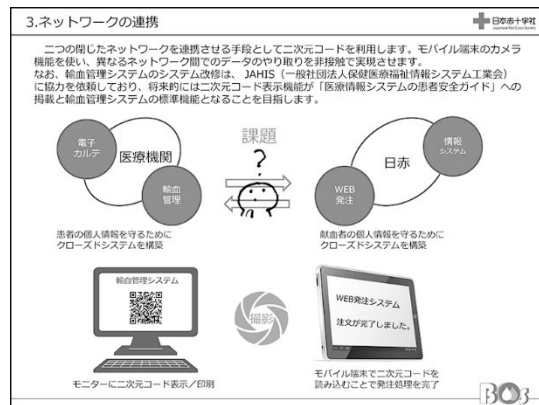 3.ネットワークの連携
日本赤十字社
Japanese Red Cross Society
二つの閉じたネットワークを連携させる手段として二次元コードを利用します。モバイル端末のカメラ
機能を使い、異なるネットワーク間でのデータのやり取りを非接触で実現させます。
なお、輸血管理システムのシステム改修は、JAHIS(一般社団法人保健医療福祉情報システム工業会)
に協力を依頼しており、将来的には二次元コード表示機能が「医療情報システムの患者安全ガイド」への
掲載と輸血管理システムの標準機能となることを目指します。
電子
カルテ
医療機関
輸血
管理
課題
?
日赤
情報
システム
WEB
発注
患者の個人情報を守るために
クローズドシステムを構築
献血者の個人情報を守るために
クローズドシステムを構築
輸血管理システム
撮影
WEB発注システム
注文が完了しました。
モニターに二次元コード表示/印刷
モバイル端末で二次元コードを
読み込むことで発注処理を完了